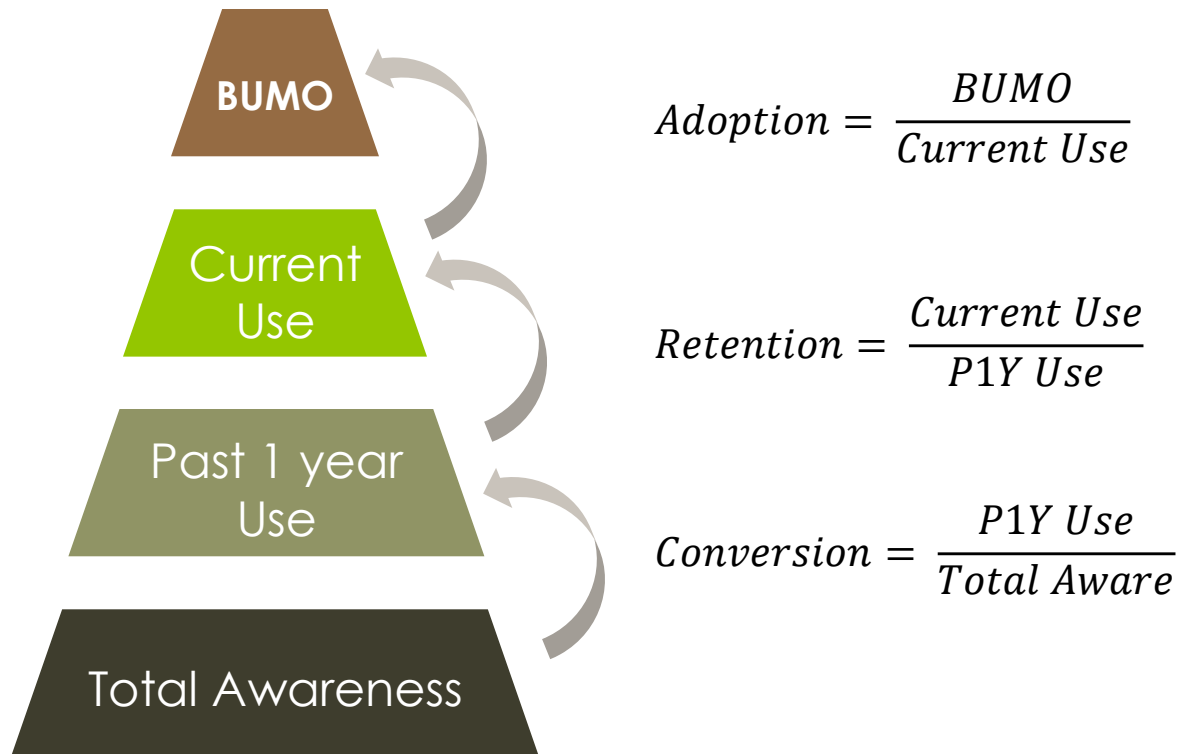 BUMO
Adoption = BUMO / Current Use
Current
Use
Retention = Current Use / P1Y Use
Past 1 year
Use
Conversion = P1Y Use / Total Aware
Total Awareness